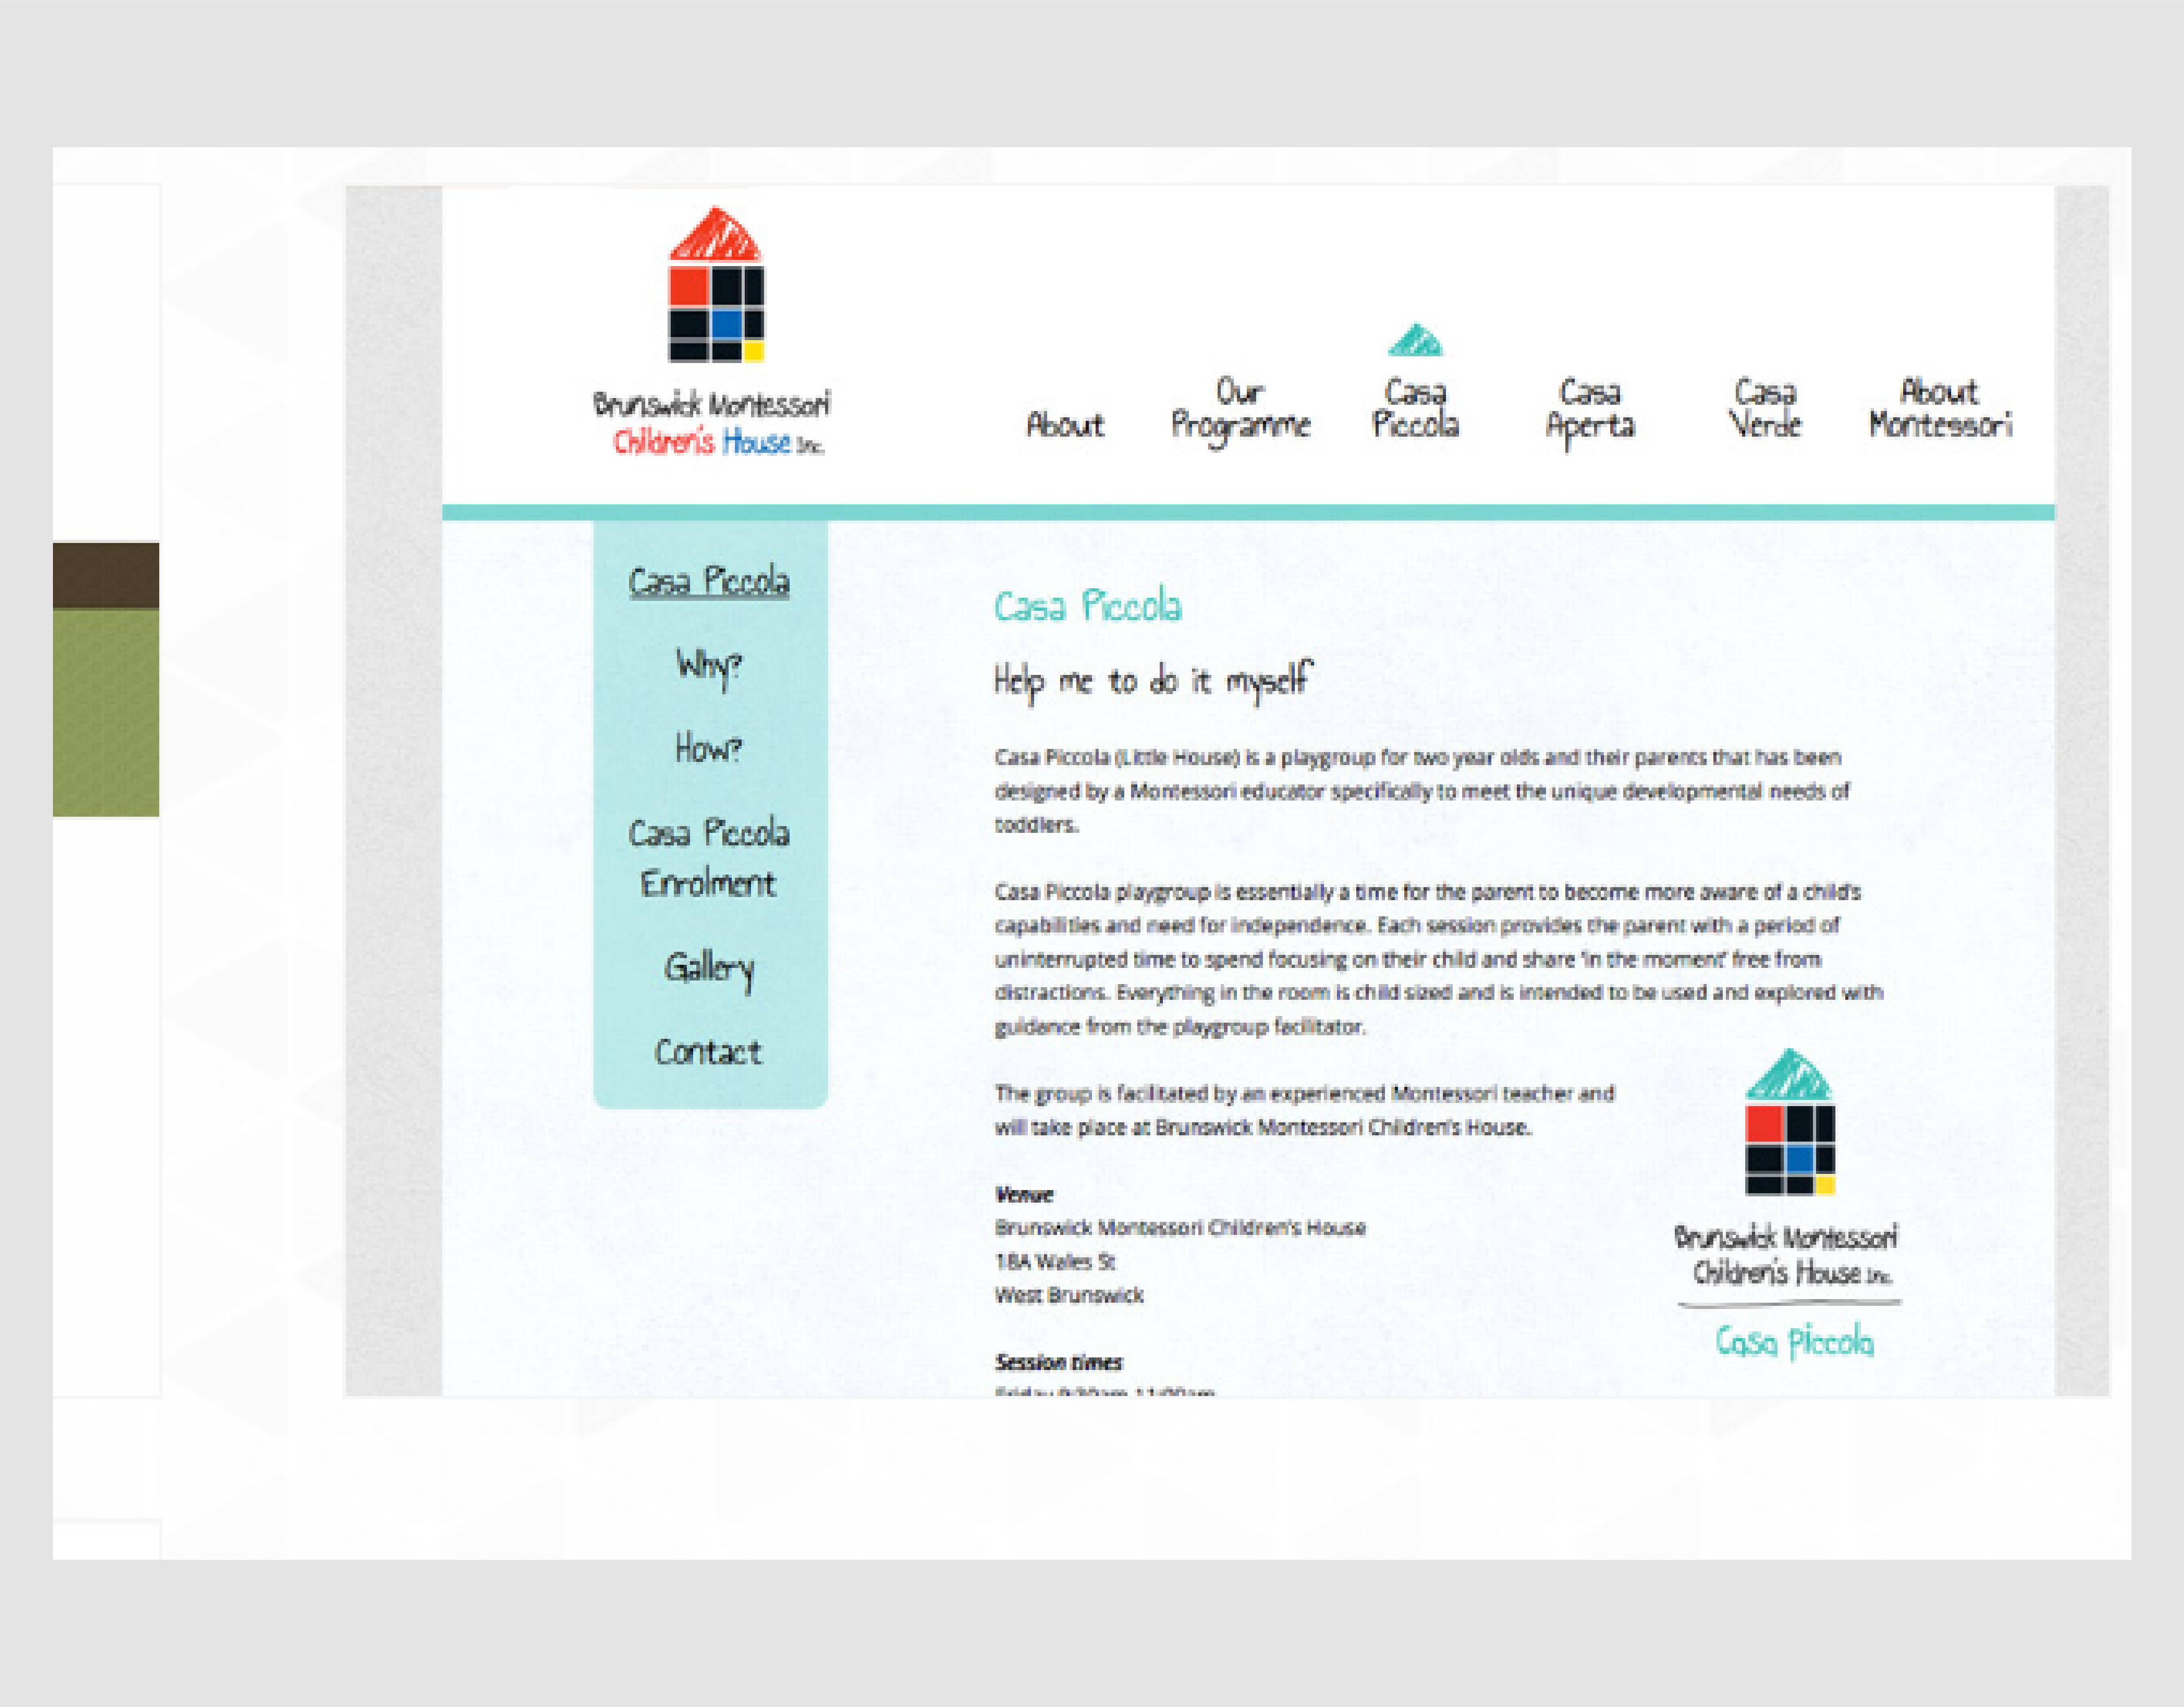 Brunswick Montessori
Children's House Inc.
About
Our
Programme
Casa
Piccola
Casa
Aperta
Casa
Verde
About
Montessori
Casa Piccola
Why?
How?
Casa Piccola
Enrolment
Gallery
Contact
Casa Piccola
Help me to do it myself
Casa Piccola (Little House) is a playgroup for two year olds and their parents that has been
designed by a Montessori educator specifically to meet the unique developmental needs of
toddlers.
Casa Piccola playgroup is essentially a time for the parent to become more aware of a child's
capabilities and need for independence. Each session provides the parent with a period of
uninterrupted time to spend focusing on their child and share 'in the moment' free from
distractions. Everything in the room is child sized and is intended to be used and explored with
guidance from the playgroup facilitator.
The group is facilitated by an experienced Montessori teacher and
will take place at Brunswick Montessori Children's House.
Venue
Brunswick Montessori Children's House
18A Wales St
West Brunswick
Session times
Friday 9:30am-11:00am
Brunswick Montessori
Children's House Inc.
Casa Piccola